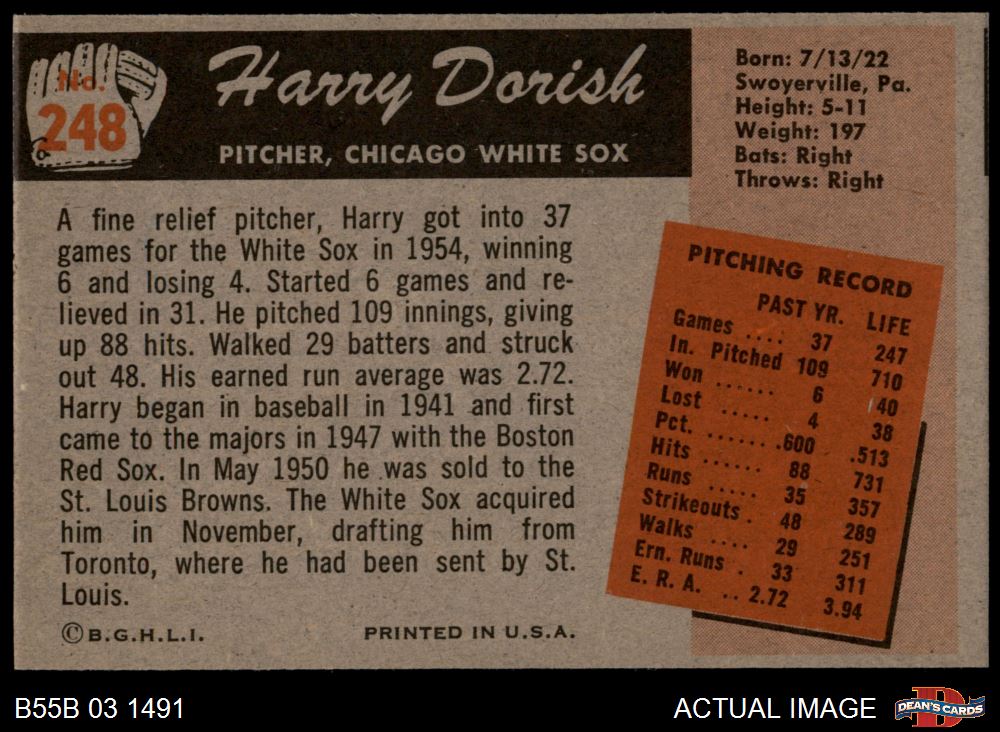 No.
248
Harry Dorish
PITCHER, CHICAGO WHITE SOX
Born: 7/13/22
Swoyerville, Pa.
Height: 5-11
Weight: 197
Bats: Right
Throws: Right
A fine relief pitcher, Harry got into 37
games for the White Sox in 1954, winning
6 and losing 4. Started 6 games and re-
lieved in 31. He pitched 109 innings, giving
up 88 hits. Walked 29 batters and struck
out 48. His earned run average was 2.72.
Harry began in baseball in 1941 and first
came to the majors in 1947 with the Boston
Red Sox. In May 1950 he was sold to the
St. Louis Browns. The White Sox acquired
him in November, drafting him from
Toronto, where he had been sent by St.
Louis.
© B.G.H.L.I. PRINTED IN U.S.A.
PITCHING RECORD
PAST YR. LIFE
Games .... 37 247
In. Pitched 109 710
Won ...... 6 40
Lost ..... 4 38
Pct. ...... .600 .513
Hits ...... 88 731
Runs ..... 35 357
Strikeouts . 48 289
Walks .... 29 251
Ern. Runs . 33 311
E. R. A. .. 2.72 3.94
B55B 03 1491
ACTUAL IMAGE
D
DEAN'S CARDS